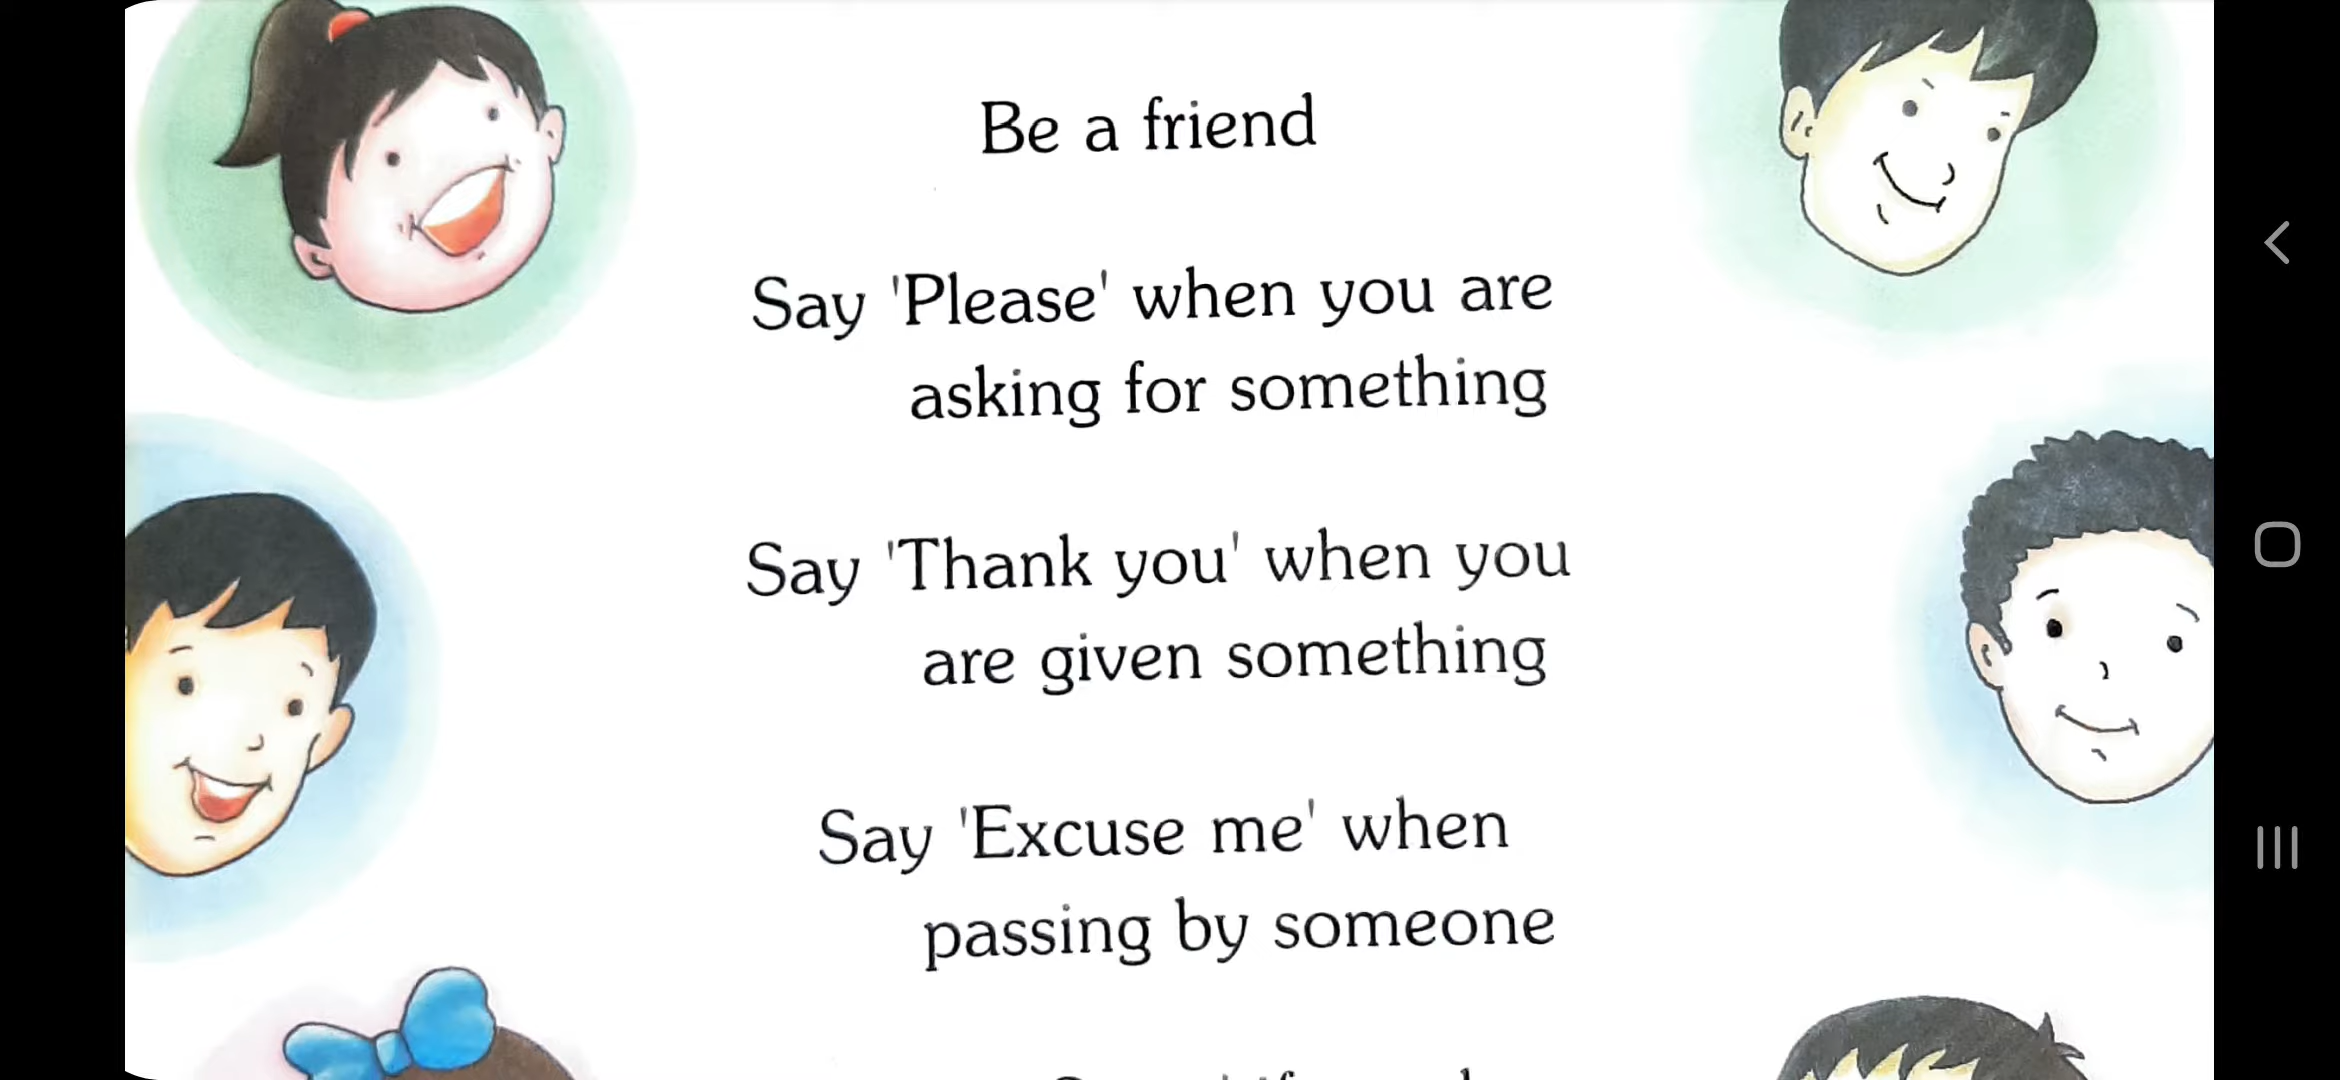 Be a friend
Say 'Please' when you are
asking for something
Say 'Thank you' when you
are given something
Say 'Excuse me' when
passing by someone